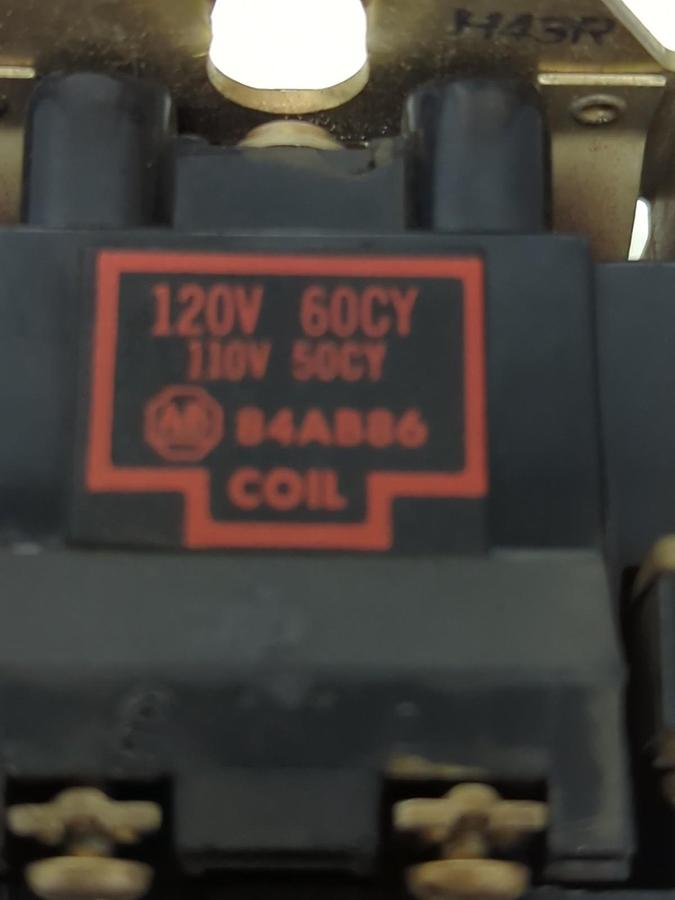 H43R
120V 60CY
110V 50CY
AB 84AB86
COIL